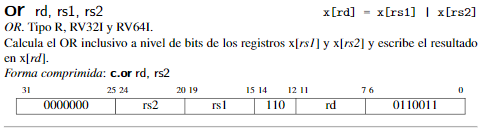 or rd, rs1, rs2 x[rd] = x[rs1] | x[rs2]
OR. Tipo R, RV32I y RV64I.
Calcula el OR inclusivo a nivel de bits de los registros x[rs1] y x[rs2] y escribe el resultado
en x[rd].
Forma comprimida: c.or rd, rs2
31 25 24 20 19 15 14 12 11 7 6 0
0000000 rs2 rs1 110 rd 0110011